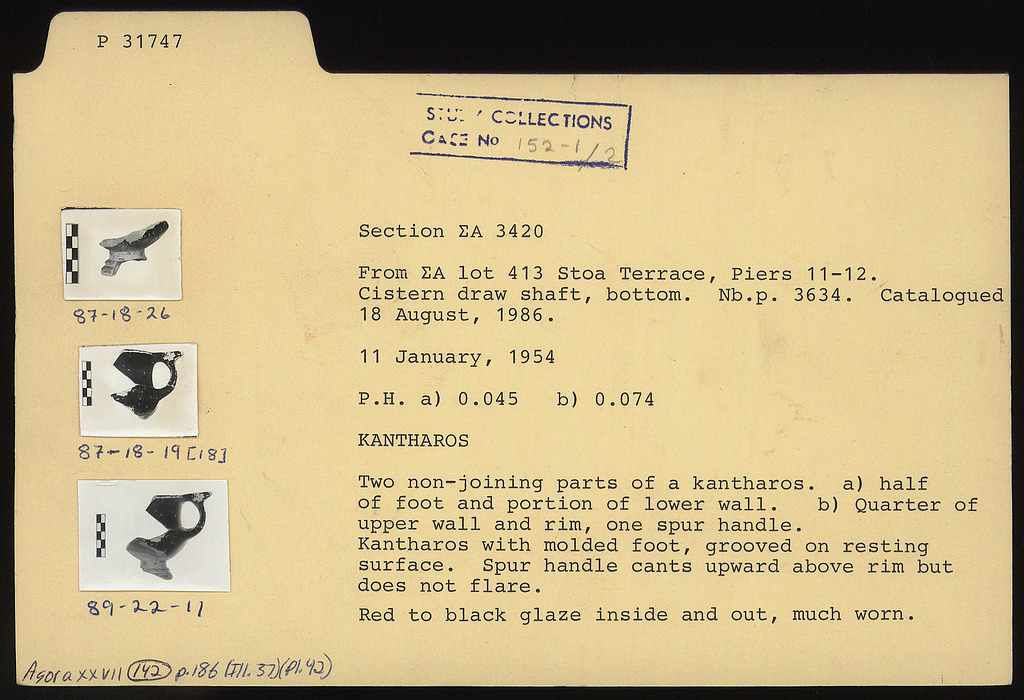 P 31747
STUDY COLLECTIONS
CASE No 152-1/2
Section ΣA 3420
From ΣA lot 413 Stoa Terrace, Piers 11-12.
Cistern draw shaft, bottom. Nb.p. 3634. Catalogued
18 August, 1986.
11 January, 1954
P.H. a) 0.045 b) 0.074
KANTHAROS
Two non-joining parts of a kantharos. a) half
of foot and portion of lower wall. b) Quarter of
upper wall and rim, one spur handle.
Kantharos with molded foot, grooved on resting
surface. Spur handle cants upward above rim but
does not flare.
Red to black glaze inside and out, much worn.
87-18-26
87-18-19[18]
89-22-11
Agora XXVII 142 p.186 (Ill. 37)(Pl.42)